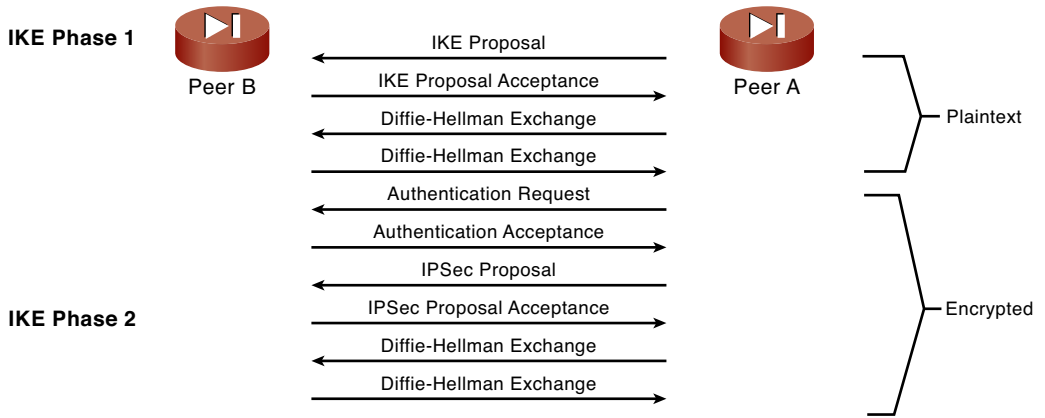 IKE Phase 1
Peer B
Peer A
IKE Proposal
IKE Proposal Acceptance
Diffie-Hellman Exchange
Diffie-Hellman Exchange
Plaintext
Authentication Request
Authentication Acceptance
IPSec Proposal
IKE Phase 2
IPSec Proposal Acceptance
Diffie-Hellman Exchange
Diffie-Hellman Exchange
Encrypted